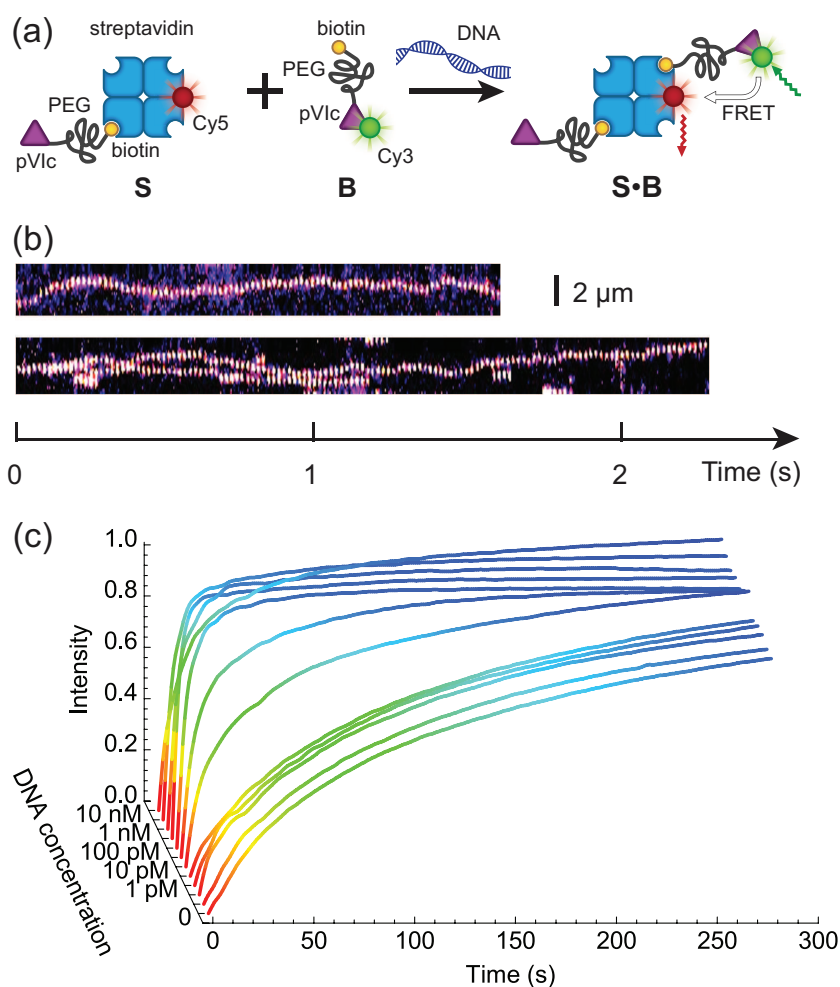 (a)
streptavidin
biotin
DNA
PEG
PEG
pVIc
FRET
pVIc
biotin
Cy5
Cy3
S
B
S•B
(b)
2 μm
0
1
2
Time (s)
(c)
1.0
0.8
0.6
0.4
0.2
0.0
Intensity
10 nM
1 nM
100 pM
10 pM
1 pM
0
DNA concentration
0
50
100
150
200
250
300
Time (s)